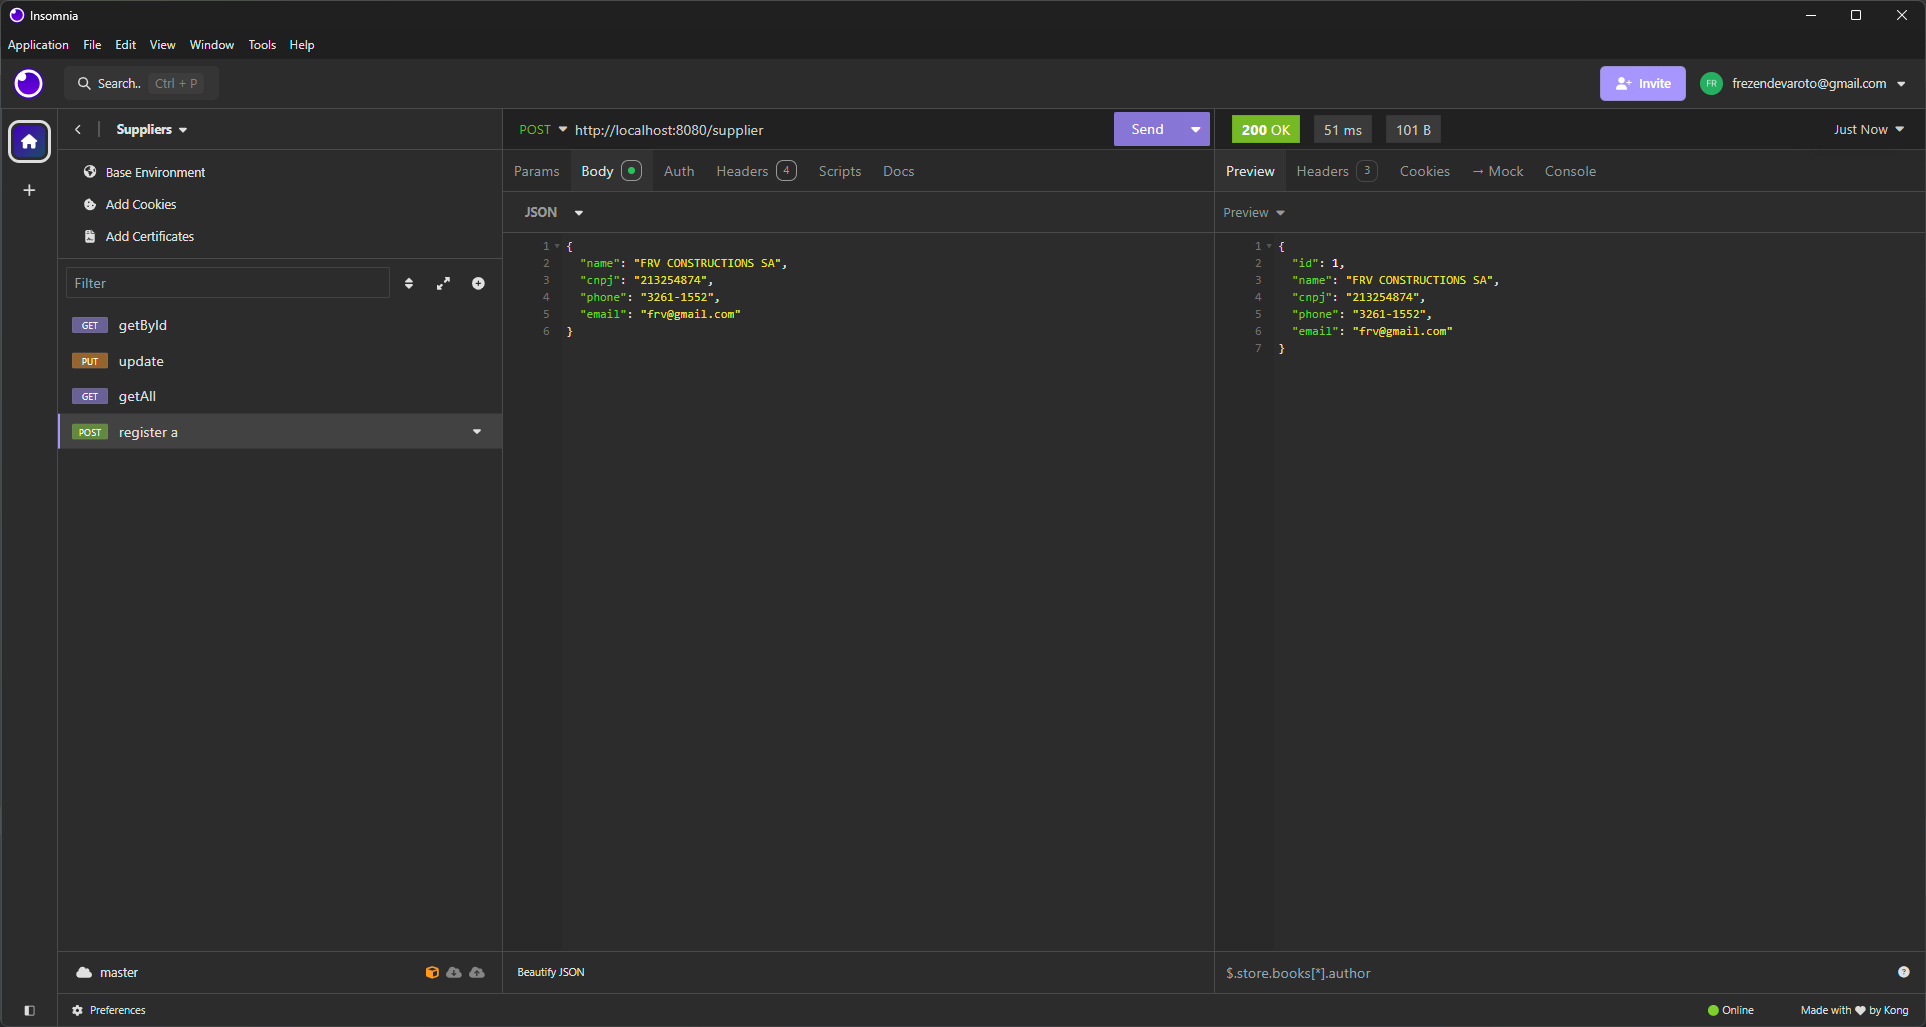 Insomnia
Application File Edit View Window Tools Help
Search.. Ctrl + P
Invite
FR frezendevaroto@gmail.com
Suppliers
Base Environment
Add Cookies
Add Certificates
Filter
GET getById
PUT update
GET getAll
POST register a
master
Preferences
POST http://localhost:8080/supplier
Send
Params Body Auth Headers 4 Scripts Docs
JSON
1 {
2 "name": "FRV CONSTRUCTIONS SA",
3 "cnpj": "213254874",
4 "phone": "3261-1552",
5 "email": "frv@gmail.com"
6 }
Beautify JSON
200 OK 51 ms 101 B Just Now
Preview Headers 3 Cookies → Mock Console
Preview
1 {
2 "id": 1,
3 "name": "FRV CONSTRUCTIONS SA",
4 "cnpj": "213254874",
5 "phone": "3261-1552",
6 "email": "frv@gmail.com"
7 }
$.store.books[*].author
Online Made with ❤ by Kong